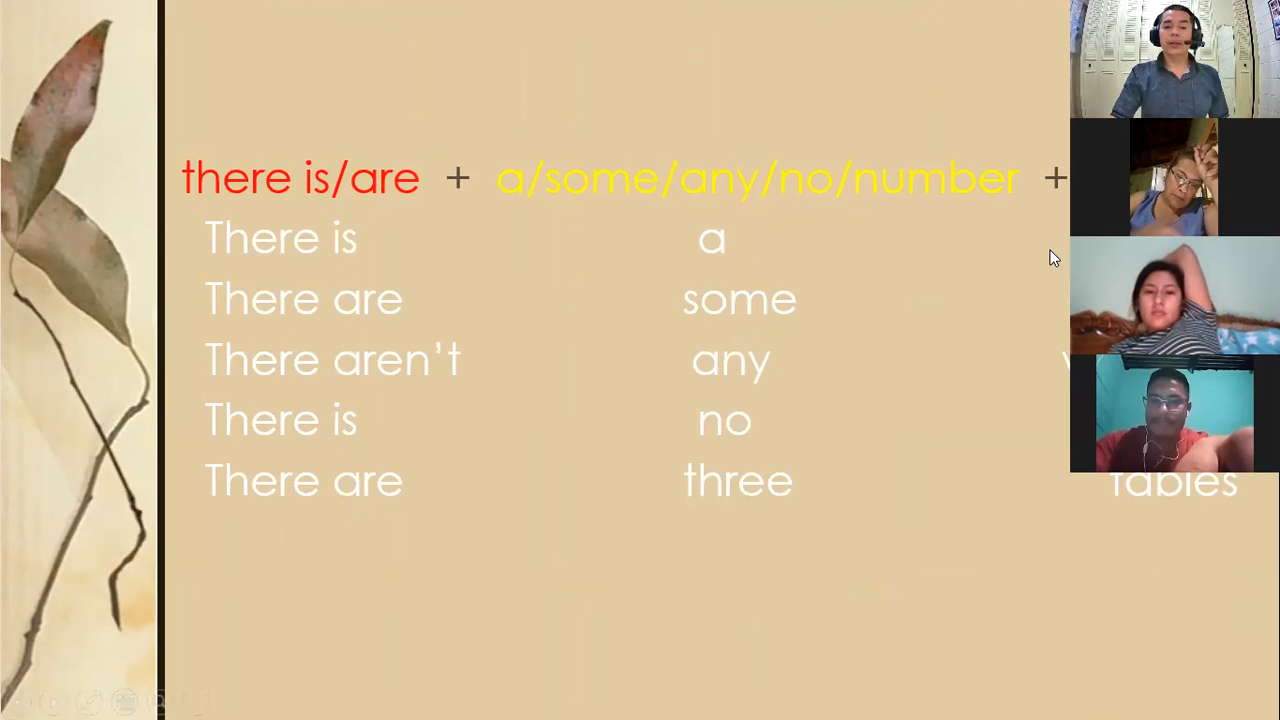 there is/are + a/some/any/no/number +
There is a
There are some
There aren't any
There is no
There are three tables